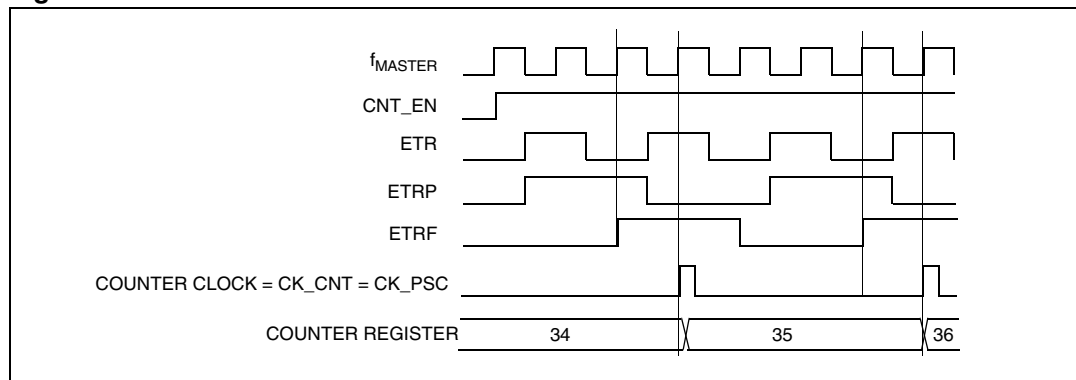 fMASTER
CNT_EN
ETR
ETRP
ETRF
COUNTER CLOCK = CK_CNT = CK_PSC
COUNTER REGISTER 34 35 36